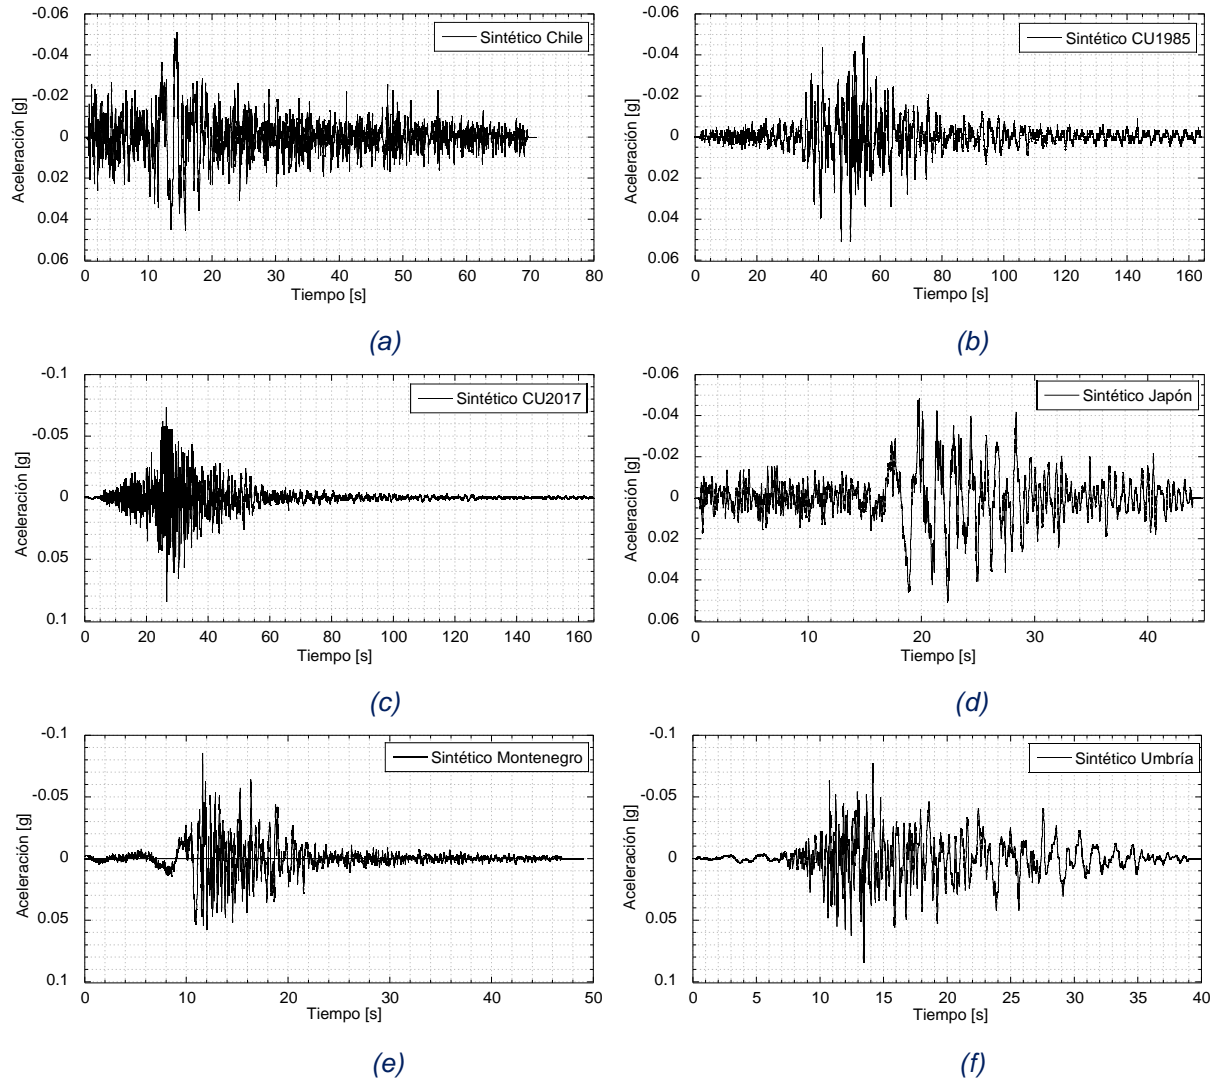 -0.06
-0.04
-0.02
0
0.02
0.04
0.06
Aceleración [g]
Sintético Chile
0 10 20 30 40 50 60 70 80
Tiempo [s]
(a)
-0.06
-0.04
-0.02
0
0.02
0.04
0.06
Aceleración [g]
Sintético CU1985
0 20 40 60 80 100 120 140 160
Tiempo [s]
(b)
-0.1
-0.05
0
0.05
0.1
Aceleración [g]
Sintético CU2017
0 20 40 60 80 100 120 140 160
Tiempo [s]
(c)
-0.06
-0.04
-0.02
0
0.02
0.04
0.06
Aceleración [g]
Sintético Japón
0 10 20 30 40
Tiempo [s]
(d)
-0.1
-0.05
0
0.05
0.1
Aceleración [g]
Sintético Montenegro
0 10 20 30 40 50
Tiempo [s]
(e)
-0.1
-0.05
0
0.05
0.1
Aceleración [g]
Sintético Umbría
0 5 10 15 20 25 30 35 40
Tiempo [s]
(f)